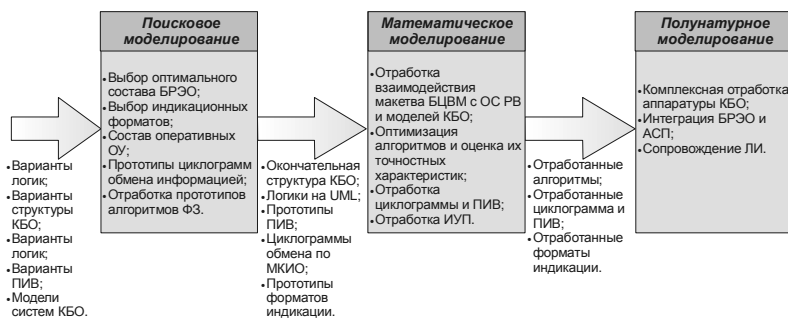 Поисковое
моделирование
•Выбор оптимального
состава БРЭО;
•Выбор индикационных
форматов;
•Состав оперативных
ОУ;
•Прототипы циклограмм
обмена информацией;
•Отработка прототипов
алгоритмов ФЗ.
Математическое
моделирование
•Отработка
взаимодействия
макета БЦВМ с ОС РВ
и моделей КБО;
•Оптимизация
алгоритмов и оценка их
точностных
характеристик;
•Отработка
циклограммы и ПИВ;
•Отработка ИУП.
Полунатурное
моделирование
•Комплексная отработка
аппаратуры КБО;
•Интеграция БРЭО и
АСП;
•Сопровождение ЛИ.
•Варианты
логик;
•Варианты
структуры
КБО;
•Варианты
логик;
•Варианты
ПИВ;
•Модели
систем КБО.
•Окончательная
структура КБО;
•Логики на UML;
•Прототипы
ПИВ;
•Циклограммы
обмена по
МКИО;
•Прототипы
форматов
индикации.
•Отработанные
алгоритмы;
•Отработанные
циклограмма и
ПИВ;
•Отработанные
форматы
индикации.